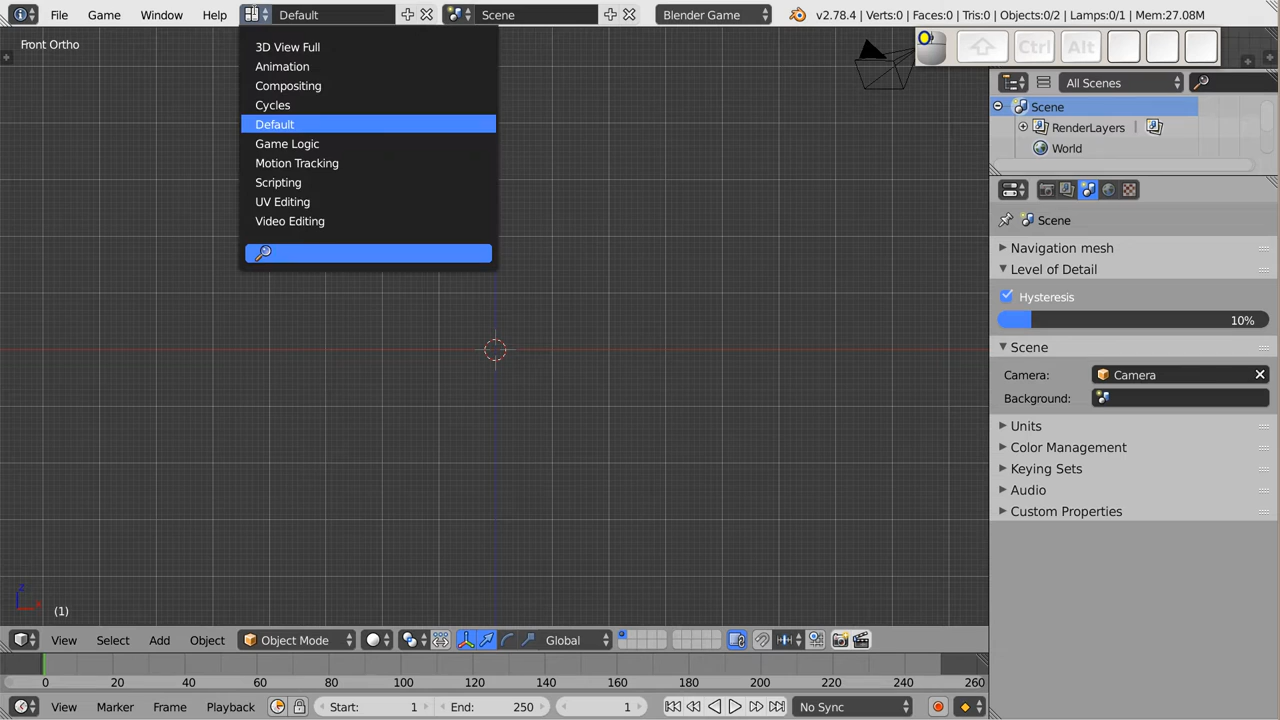 File Game Window Help Default Scene Blender Game v2.78.4 | Verts:0 | Faces:0 | Tris:0 | Objects:0/2 | Lamps:0/1 | Mem:27.08M
Front Ortho
Ctrl Alt
3D View Full
Animation
Compositing
Cycles
Default
Game Logic
Motion Tracking
Scripting
UV Editing
Video Editing
All Scenes
Scene
RenderLayers
World
Scene
Navigation mesh
Level of Detail
Hysteresis
10%
Scene
Camera: Camera
Background:
Units
Color Management
Keying Sets
Audio
Custom Properties
z
x
(1)
View Select Add Object Object Mode Global
0 20 40 60 80 100 120 140 160 180 200 220 240 260
View Marker Frame Playback Start: 1 End: 250 1 No Sync